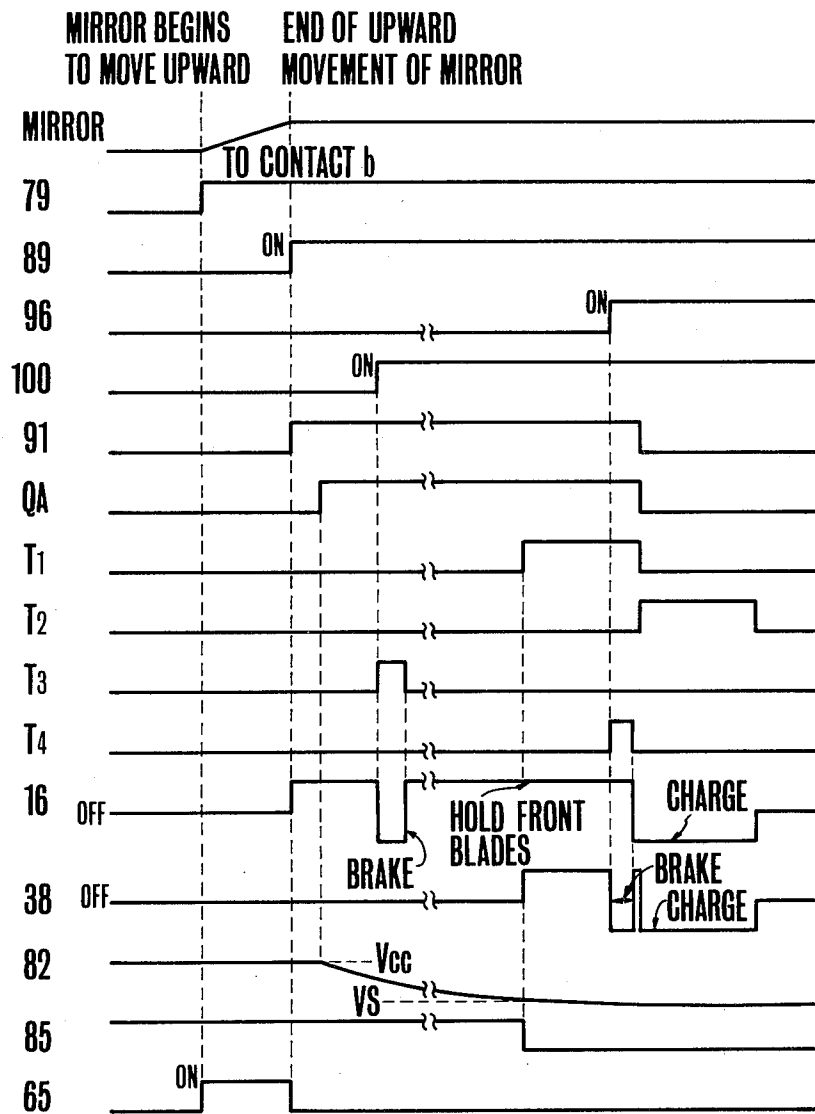 MIRROR BEGINS
TO MOVE UPWARD
END OF UPWARD
MOVEMENT OF MIRROR
MIRROR
TO CONTACT b
79
ON
89
ON
96
ON
100
91
QA
T1
T2
T3
T4
16
OFF
HOLD FRONT
BLADES
CHARGE
BRAKE
38
OFF
BRAKE
CHARGE
82
Vcc
VS
85
ON
65